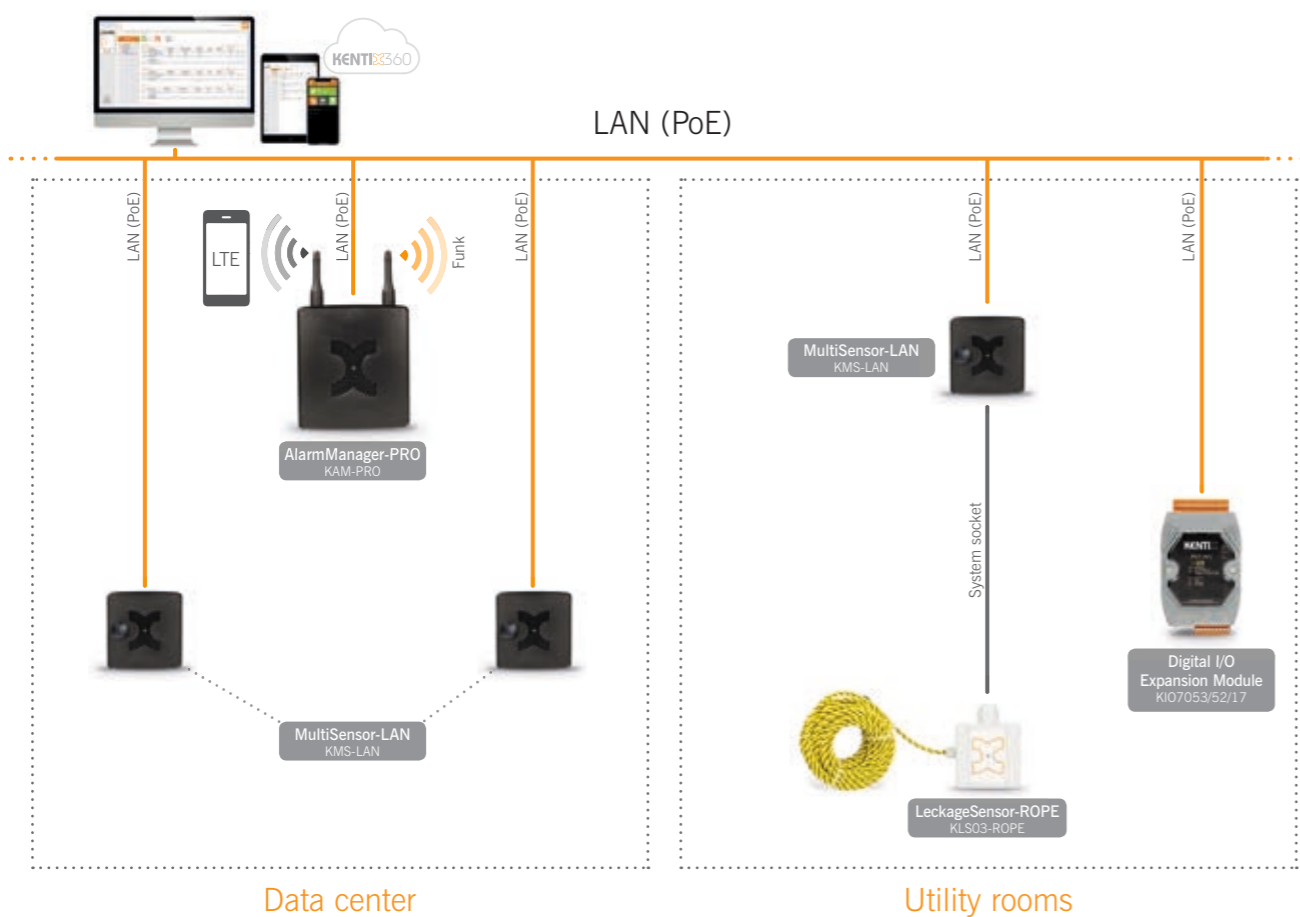 KENTIX360
LAN (PoE)
LAN (PoE)
LTE
LAN (PoE)
Funk
LAN (PoE)
LAN (PoE)
LAN (PoE)
MultiSensor-LAN
KMS-LAN
AlarmManager-PRO
KAM-PRO
System socket
KENTIX
Digital I/O
Expansion Module
KIO7053/52/17
MultiSensor-LAN
KMS-LAN
LeckageSensor-ROPE
KLS03-ROPE
Data center
Utility rooms